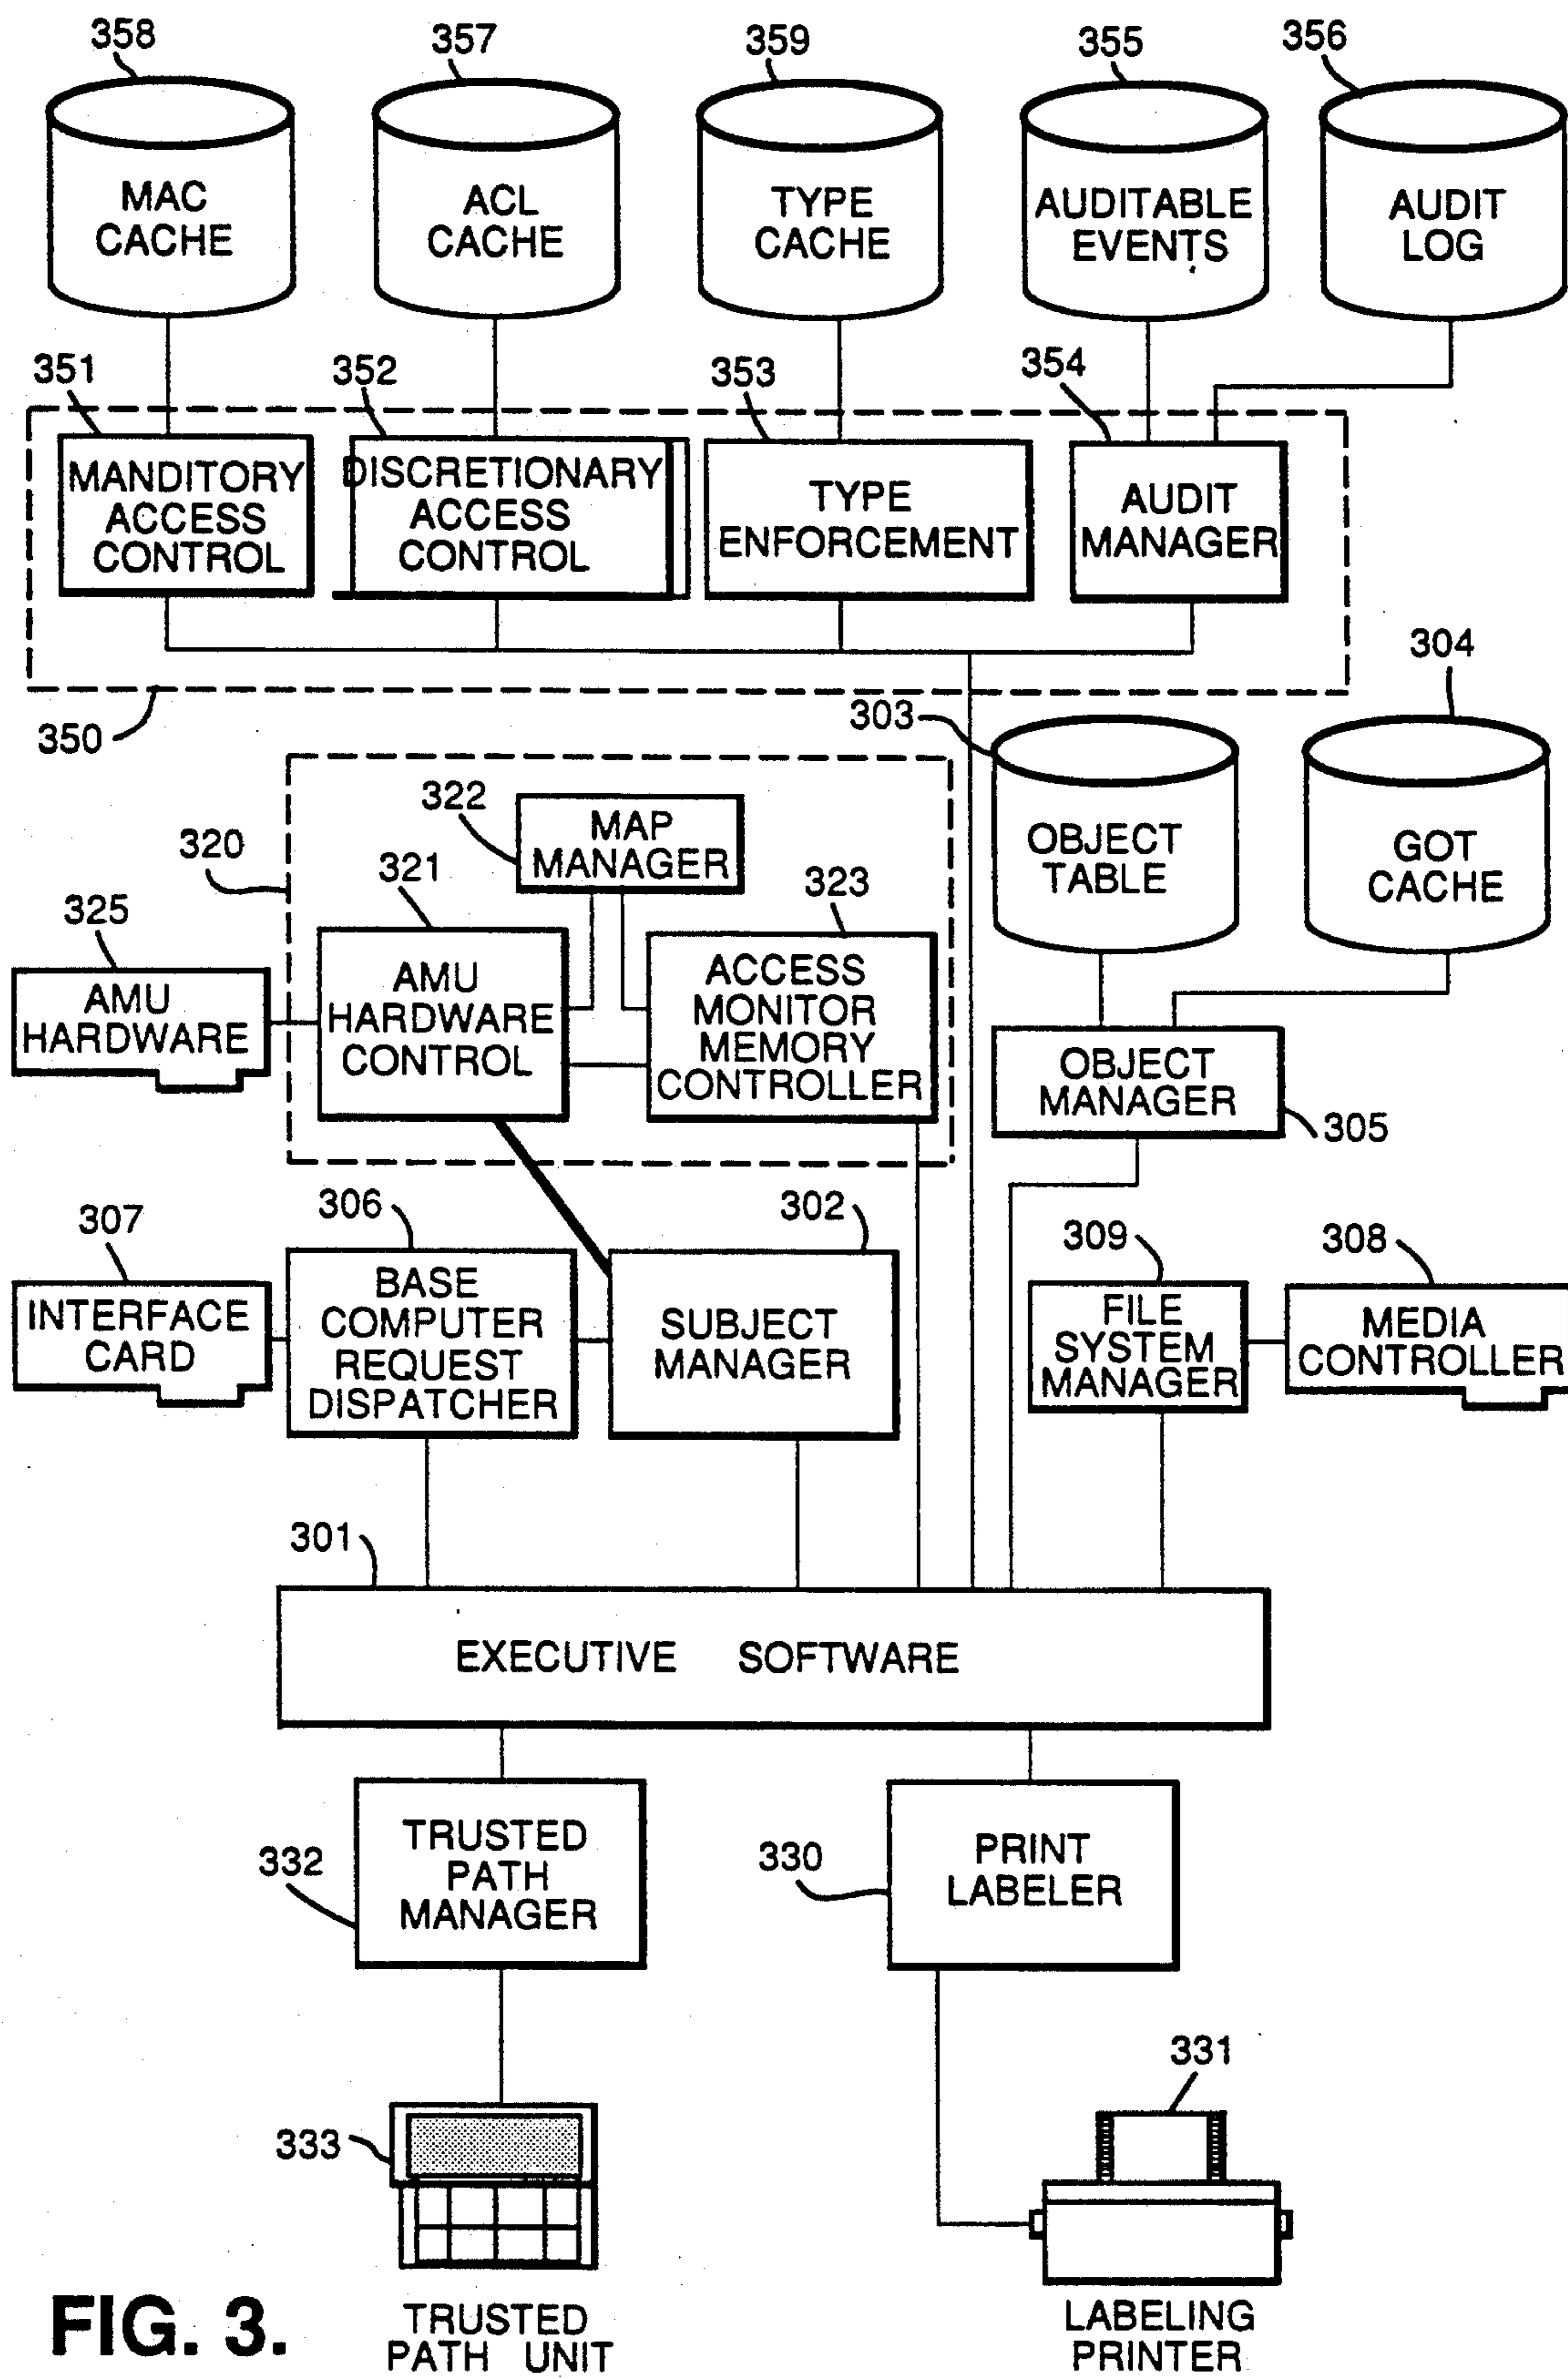 358
357
359
355
356
MAC
CACHE
ACL
CACHE
TYPE
CACHE
AUDITABLE
EVENTS
AUDIT
LOG
351
352
353
354
MANDITORY
ACCESS
CONTROL
DISCRETIONARY
ACCESS
CONTROL
TYPE
ENFORCEMENT
AUDIT
MANAGER
350
303
304
320
322
MAP
MANAGER
321
323
325
AMU
HARDWARE
AMU
HARDWARE
CONTROL
ACCESS
MONITOR
MEMORY
CONTROLLER
OBJECT
TABLE
GOT
CACHE
OBJECT
MANAGER
305
307
306
302
309
308
INTERFACE
CARD
BASE
COMPUTER
REQUEST
DISPATCHER
SUBJECT
MANAGER
FILE
SYSTEM
MANAGER
MEDIA
CONTROLLER
301
EXECUTIVE SOFTWARE
332
TRUSTED
PATH
MANAGER
330
PRINT
LABELER
333
331
TRUSTED
PATH UNIT
LABELING
PRINTER
FIG. 3.